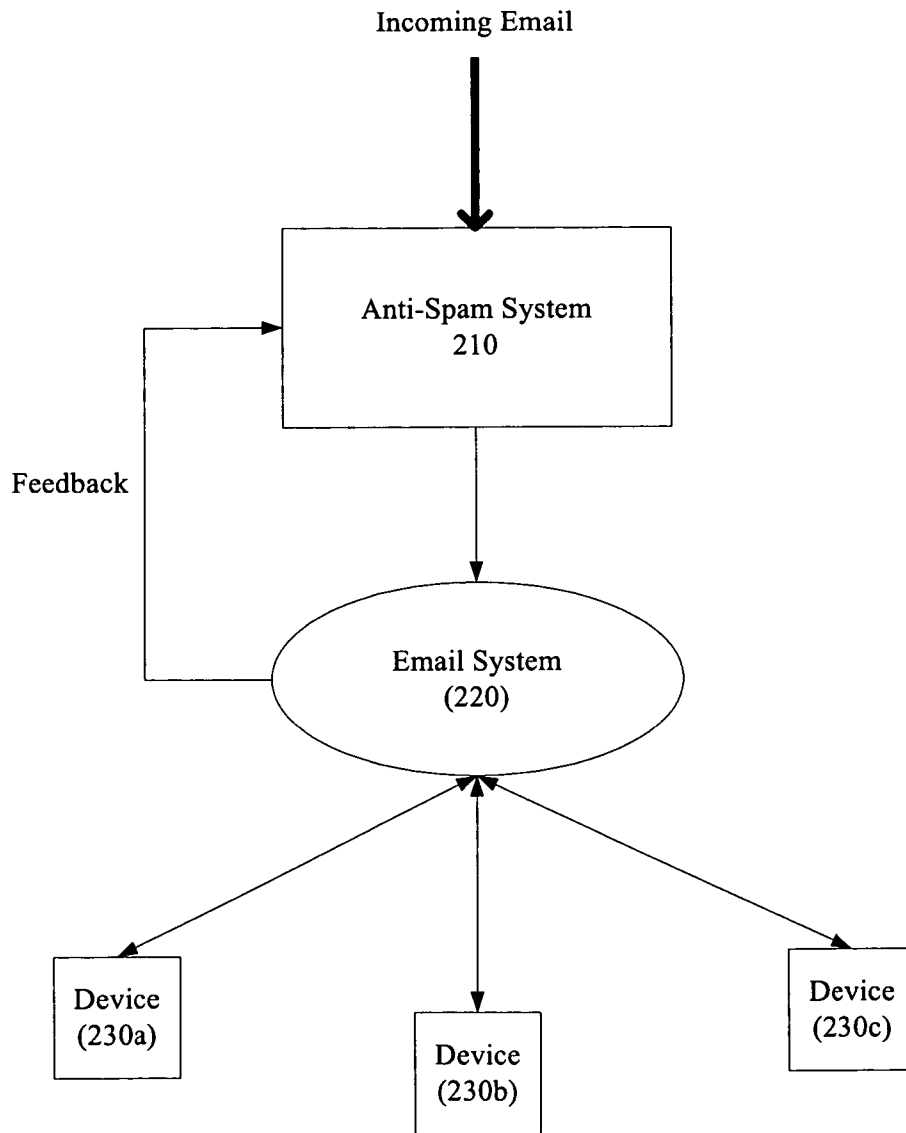 Incoming Email
Anti-Spam System
210
Feedback
Email System
(220)
Device
(230a)
Device
(230b)
Device
(230c)